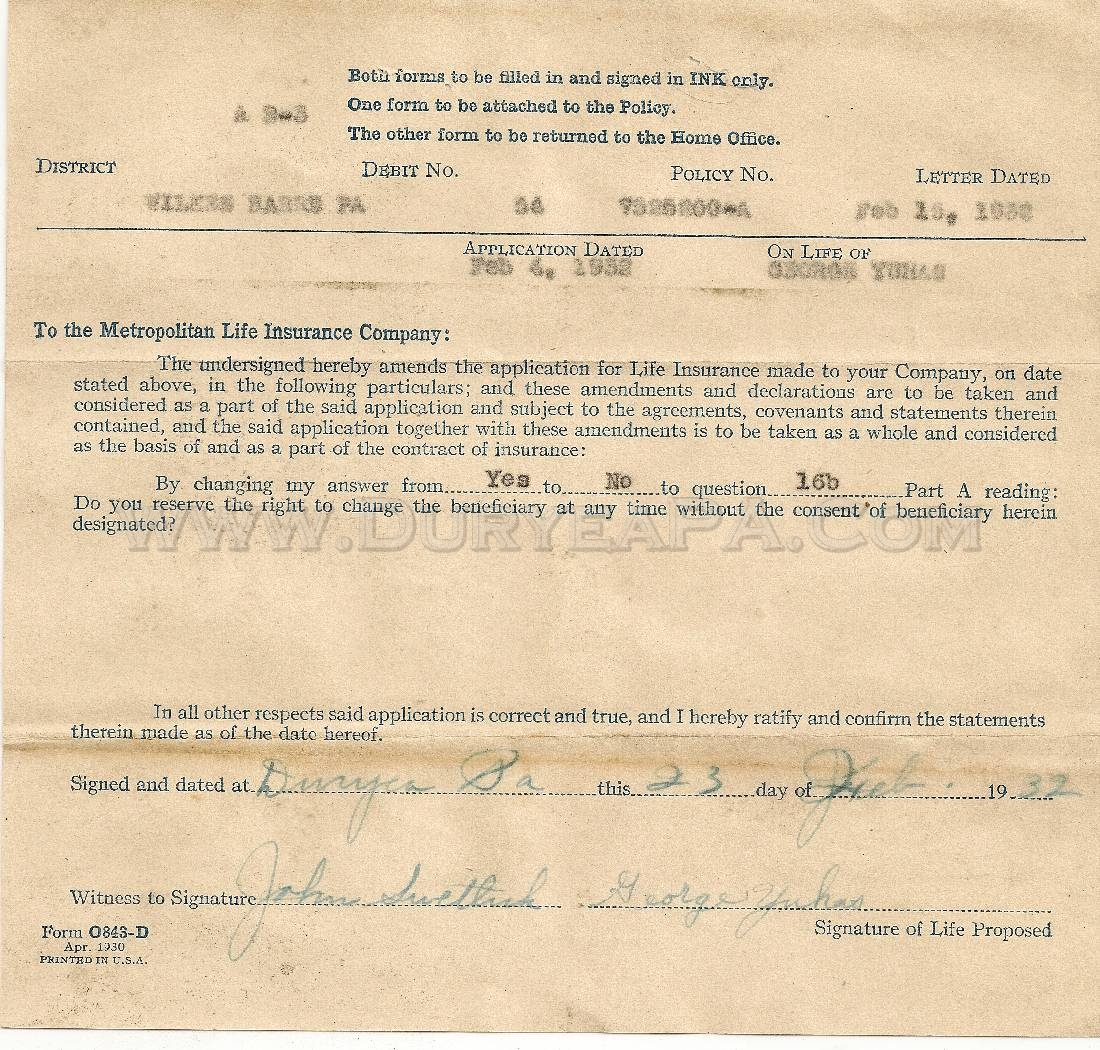 Both forms to be filled in and signed in INK only.
One form to be attached to the Policy.
The other form to be returned to the Home Office.
DISTRICT DEBIT NO. POLICY NO. LETTER DATED
WILKES BARRE PA 34 Feb 1932
APPLICATION DATED ON LIFE OF
Feb 4, 1932 GEORGE YUHAS
To the Metropolitan Life Insurance Company:
The undersigned hereby amends the application for Life Insurance made to your Company, on date
stated above, in the following particulars; and these amendments and declarations are to be taken and
considered as a part of the said application and subject to the agreements, covenants and statements therein
contained, and the said application together with these amendments is to be taken as a whole and considered
as the basis of and as a part of the contract of insurance:
By changing my answer from Yes to No to question 16b Part A reading:
Do you reserve the right to change the beneficiary at any time without the consent of beneficiary herein
designated?
WWW.DURYEAPA.COM
In all other respects said application is correct and true, and I hereby ratify and confirm the statements
therein made as of the date hereof.
Signed and dated at Duryea Pa this 23 day of Feb. 1932
Witness to Signature John Swetlick George Yuhas
Signature of Life Proposed
Form O843-D
Apr. 1930
PRINTED IN U.S.A.